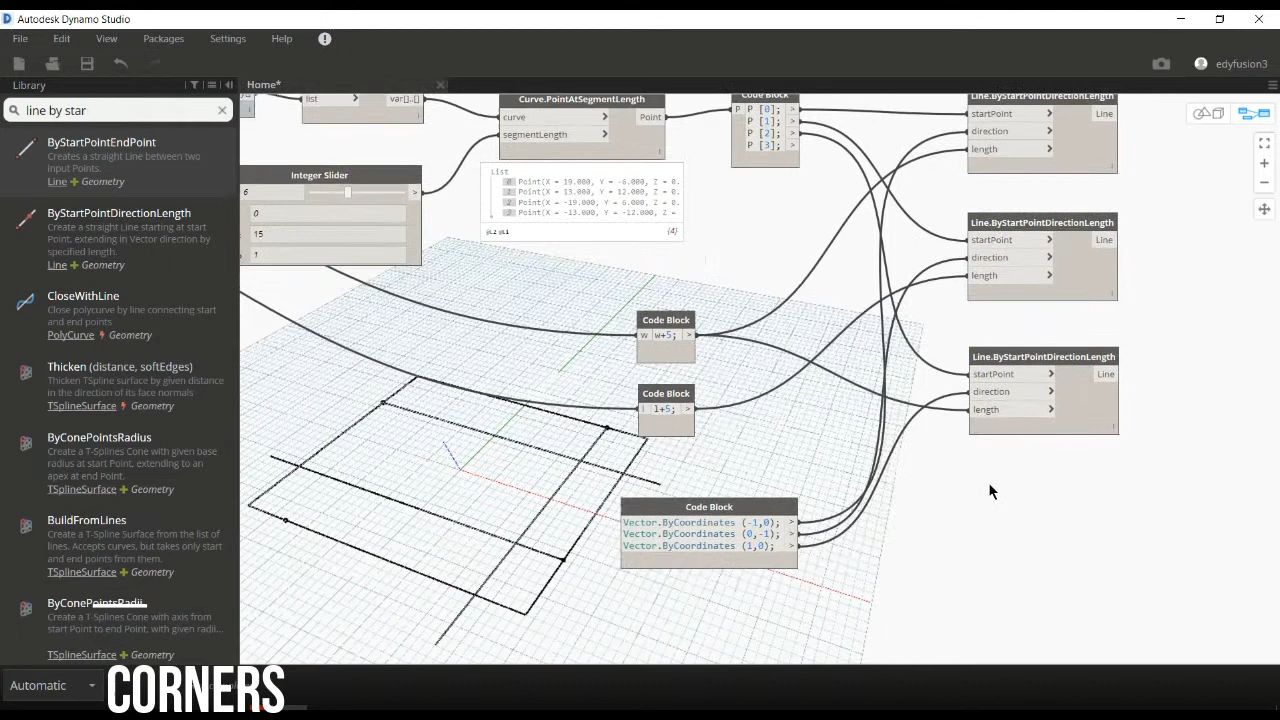 Autodesk Dynamo Studio
File Edit View Packages Settings Help
edyfusion3
Library
Home*
line by star
ByStartPointEndPoint
Creates a straight Line between two
Input Points.
Line + Geometry
ByStartPointDirectionLength
Create a straight Line starting at start
Point, extending in Vector direction by
specified length.
Line + Geometry
CloseWithLine
Close polycurve by line connecting start
and end points
PolyCurve Geometry
Thicken (distance, softEdges)
Thicken TSpline surface by given distance
in the direction of its face normals
TSplineSurface Geometry
ByConePointsRadius
Create a T-Splines Cone with given base
radius at start Point, extending to an
apex at end Point.
TSplineSurface + Geometry
BuildFromLines
Create a T-Spline Surface from the list of
lines. Accepts curves, but takes only start
and end points from them.
TSplineSurface + Geometry
ByConePointsRadii
Create a T-Splines Cone with axis from
start Point to end Point, with given radii...
TSplineSurface + Geometry
Automatic
CORNERS
list > var[]..[]
Curve.PointAtSegmentLength
curve > Point
segmentLength >
Code Block
P P [0]; >
P [1]; >
P [2]; >
P [3]; >
Line.ByStartPointDirectionLength
startPoint > Line
direction >
length >
Integer Slider
6 >
0
15
1
List
0 Point(X = 19.000, Y = -6.000, Z = 0.
1 Point(X = 13.000, Y = 12.000, Z = 0.
2 Point(X = -19.000, Y = 6.000, Z = 0.
3 Point(X = -13.000, Y = -12.000, Z =
@L2 @L1 {4}
Line.ByStartPointDirectionLength
startPoint > Line
direction >
length >
Code Block
w w+5; >
Line.ByStartPointDirectionLength
startPoint > Line
direction >
length >
Code Block
l l+5; >
Code Block
Vector.ByCoordinates (-1,0); >
Vector.ByCoordinates (0,-1); >
Vector.ByCoordinates (1,0); >